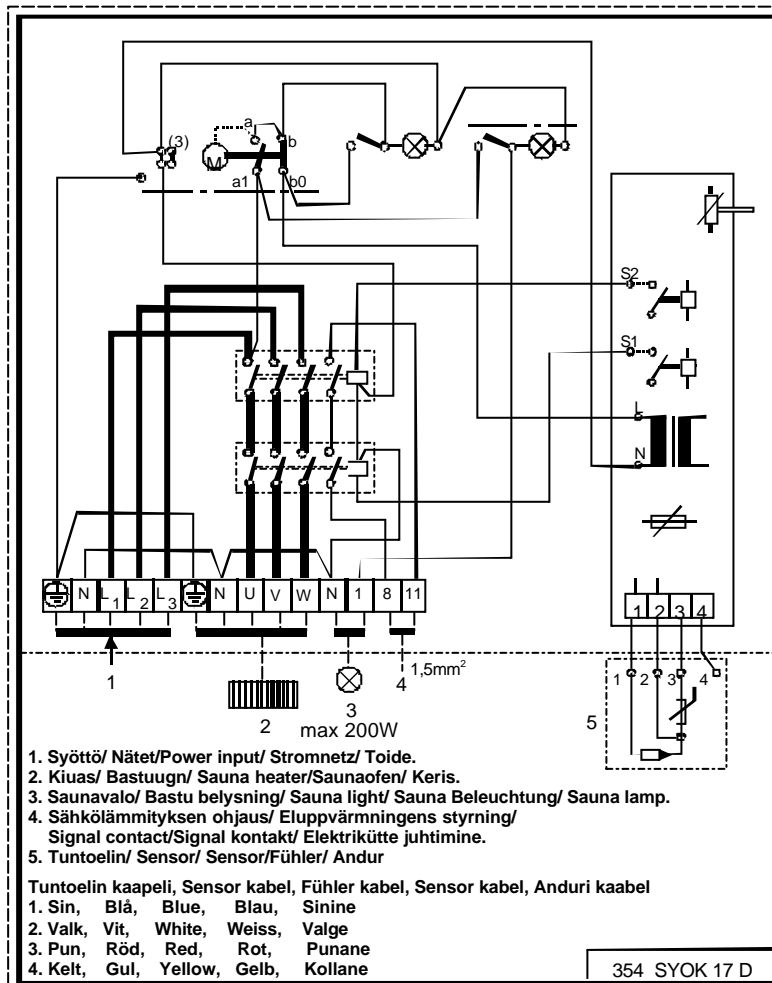 (3)
M
a
b
a1
b0
S2
S1
L
N
N L1 L2 L3 N U V W N 1 8 11
1 2 3 4
1 2 3 4
1
2
3
max 200W
4
1,5mm²
5
1. Syöttö/ Nätet/Power input/ Stromnetz/ Toide.
2. Kiuas/ Bastuugn/ Sauna heater/Saunaofen/ Keris.
3. Saunavalo/ Bastu belysning/ Sauna light/ Sauna Beleuchtung/ Sauna lamp.
4. Sähkölämmityksen ohjaus/ Eluppvärmningens styrning/
Signal contact/Signal kontakt/ Elektrikütte juhtimine.
5. Tuntoelin/ Sensor/ Sensor/Fühler/ Andur
Tuntoelin kaapeli, Sensor kabel, Fühler kabel, Sensor kabel, Anduri kaabel
1. Sin, Blå, Blue, Blau, Sinine
2. Valk, Vit, White, Weiss, Valge
3. Pun, Röd, Red, Rot, Punane
4. Kelt, Gul, Yellow, Gelb, Kollane
354 SYOK 17 D